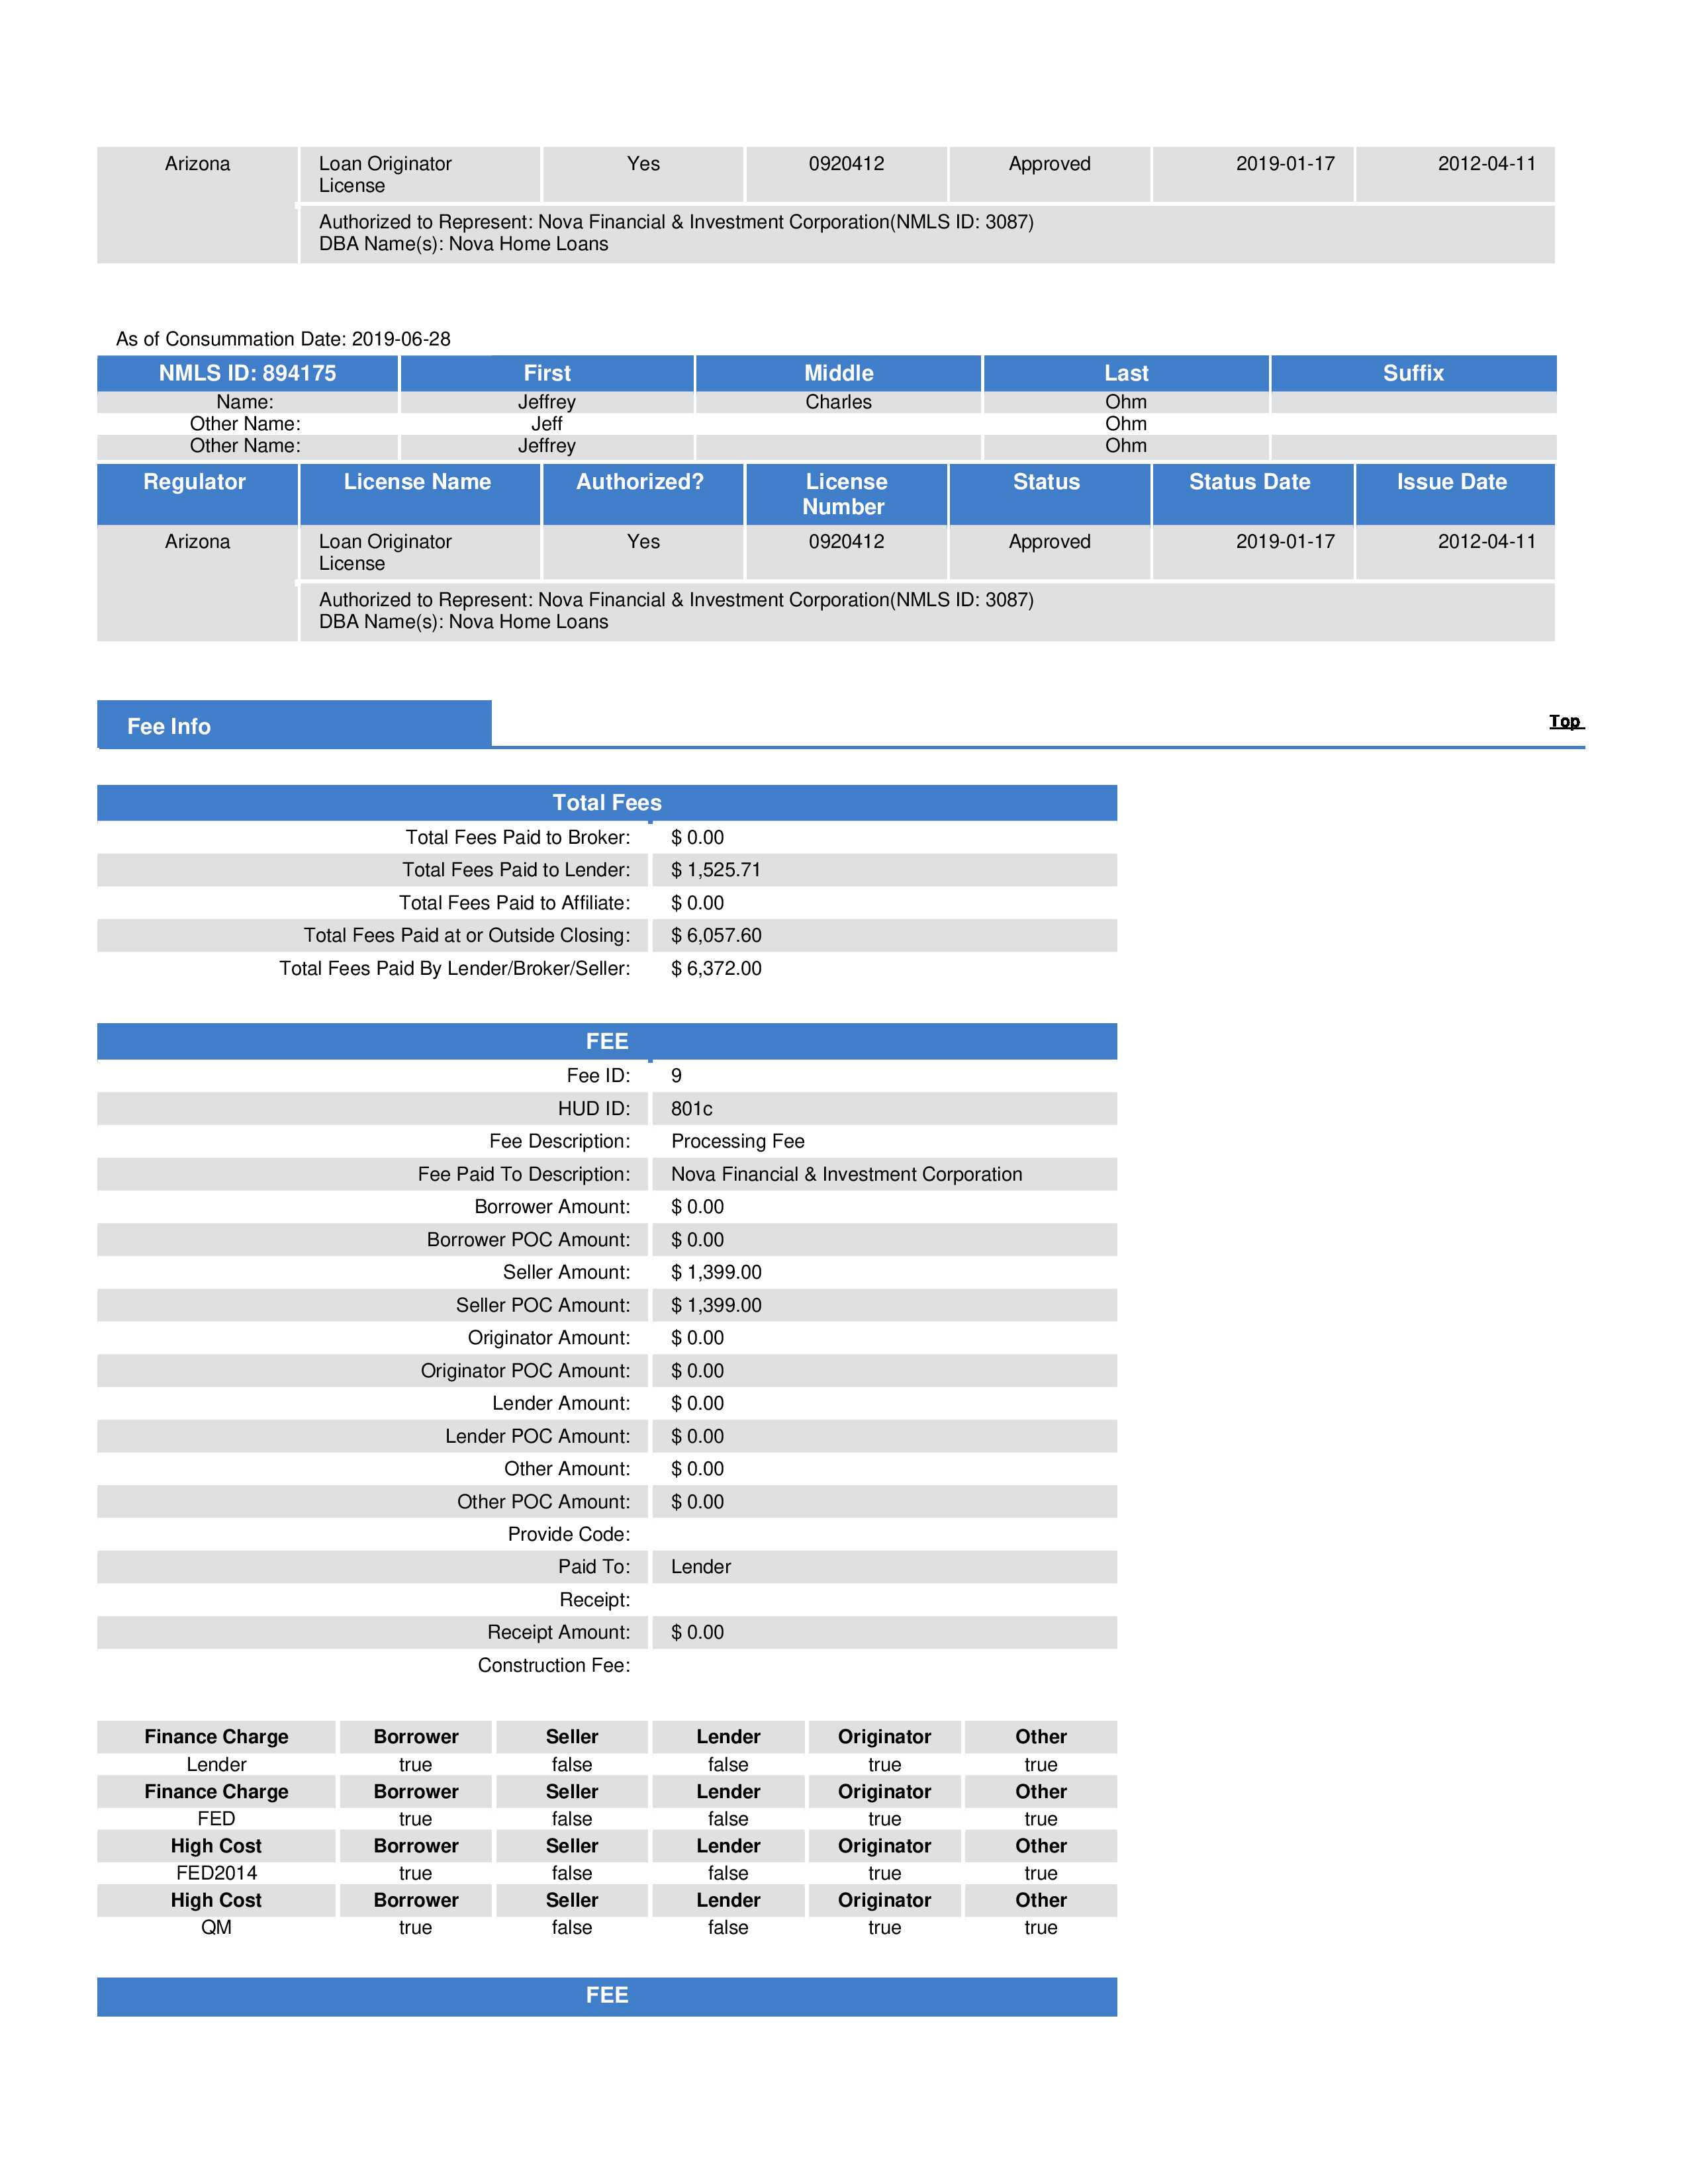 Arizona Loan Originator Yes 0920412 Approved 2019-01-17 2012-04-11
License
Authorized to Represent: Nova Financial & Investment Corporation(NMLS ID: 3087)
DBA Name(s): Nova Home Loans
As of Consummation Date: 2019-06-28
NMLS ID: 894175 First Middle Last Suffix
Name: Jeffrey Charles Ohm
Other Name: Jeff Ohm
Other Name: Jeffrey Ohm
Regulator License Name Authorized? License Status Status Date Issue Date
Number
Arizona Loan Originator Yes 0920412 Approved 2019-01-17 2012-04-11
License
Authorized to Represent: Nova Financial & Investment Corporation(NMLS ID: 3087)
DBA Name(s): Nova Home Loans
Fee Info Top
Total Fees
Total Fees Paid to Broker: $ 0.00
Total Fees Paid to Lender: $ 1,525.71
Total Fees Paid to Affiliate: $ 0.00
Total Fees Paid at or Outside Closing: $ 6,057.60
Total Fees Paid By Lender/Broker/Seller: $ 6,372.00
FEE
Fee ID: 9
HUD ID: 801c
Fee Description: Processing Fee
Fee Paid To Description: Nova Financial & Investment Corporation
Borrower Amount: $ 0.00
Borrower POC Amount: $ 0.00
Seller Amount: $ 1,399.00
Seller POC Amount: $ 1,399.00
Originator Amount: $ 0.00
Originator POC Amount: $ 0.00
Lender Amount: $ 0.00
Lender POC Amount: $ 0.00
Other Amount: $ 0.00
Other POC Amount: $ 0.00
Provide Code:
Paid To: Lender
Receipt:
Receipt Amount: $ 0.00
Construction Fee:
Finance Charge Borrower Seller Lender Originator Other
Lender true false false true true
Finance Charge Borrower Seller Lender Originator Other
FED true false false true true
High Cost Borrower Seller Lender Originator Other
FED2014 true false false true true
High Cost Borrower Seller Lender Originator Other
QM true false false true true
FEE